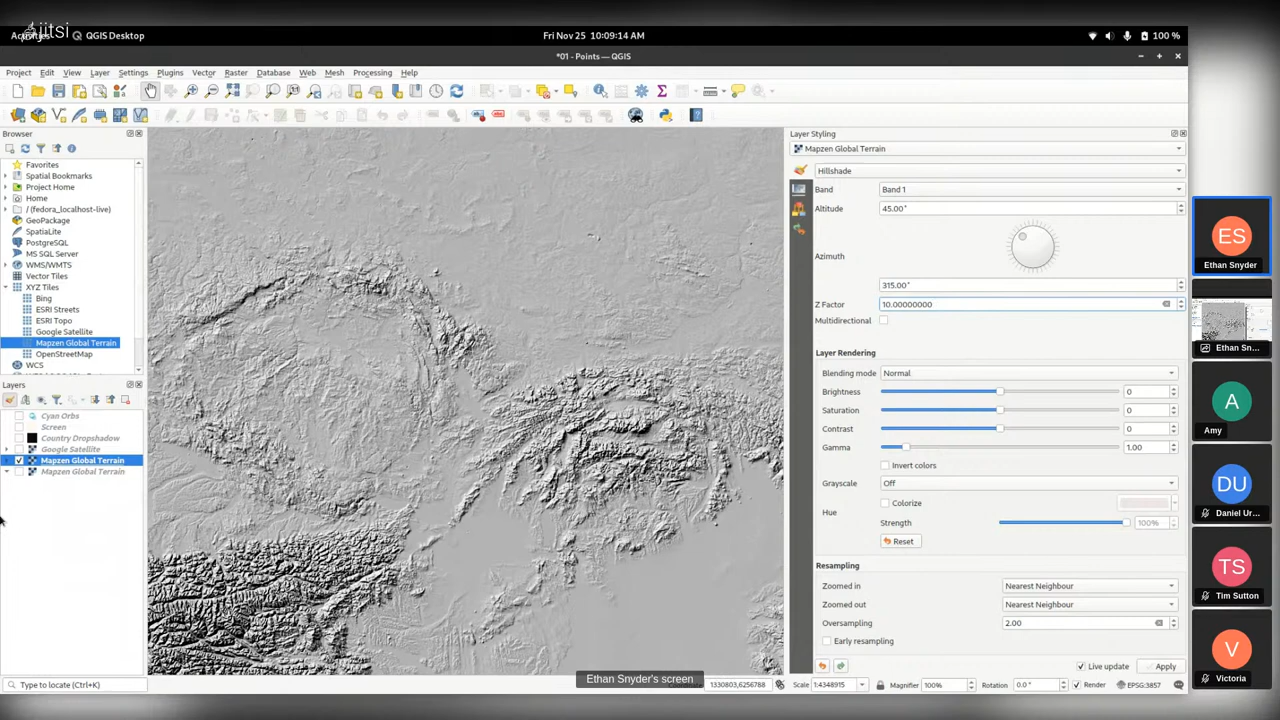 jitsi
QGIS Desktop
Fri Nov 25 10:09:14 AM
100 %
*01 - Points — QGIS
Project Edit View Layer Settings Plugins Vector Raster Database Web Mesh Processing Help
Browser
Favorites
Spatial Bookmarks
Project Home
Home
/ (fedora_localhost-live)
GeoPackage
SpatiaLite
PostgreSQL
MS SQL Server
WMS/WMTS
Vector Tiles
XYZ Tiles
Bing
ESRI Streets
ESRI Topo
Google Satellite
Mapzen Global Terrain
OpenStreetMap
WCS
Layers
Cyan Orbs
Screen
Country Dropshadow
Google Satellite
Mapzen Global Terrain
Mapzen Global Terrain
Type to locate (Ctrl+K)
Layer Styling
Mapzen Global Terrain
Hillshade
Band Band 1
Altitude 45.00°
Azimuth
315.00°
Z Factor 10.00000000
Multidirectional
Layer Rendering
Blending mode Normal
Brightness 0
Saturation 0
Contrast 0
Gamma 1.00
Invert colors
Grayscale Off
Hue
Colorize
Strength 100%
Reset
Resampling
Zoomed in Nearest Neighbour
Zoomed out Nearest Neighbour
Oversampling 2.00
Early resampling
Live update Apply
Ethan Snyder's screen
1330803,6256788 Scale 1:4348915 Magnifier 100% Rotation 0.0 ° Render EPSG:3857
ES
Ethan Snyder
Ethan Sn...
A
Amy
DU
Daniel Ur...
TS
Tim Sutton
V
Victoria